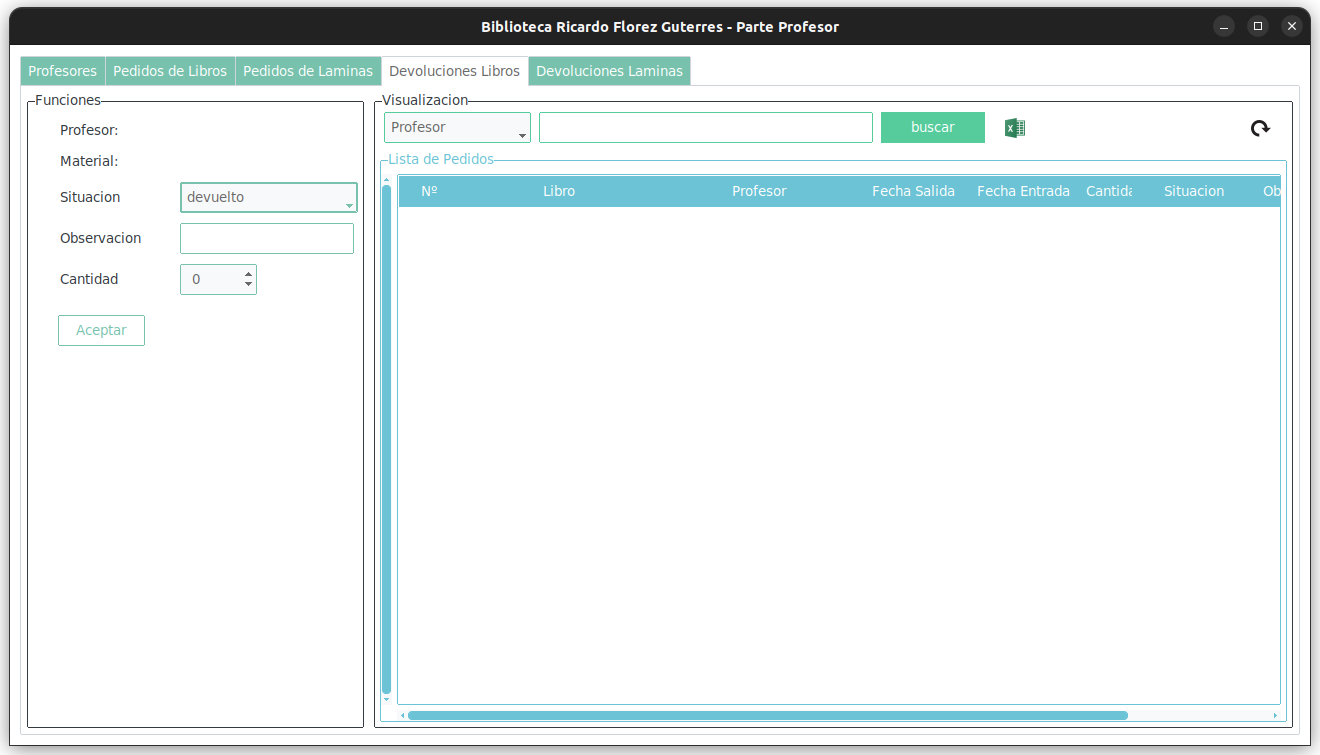 Biblioteca Ricardo Florez Guterres - Parte Profesor
Profesores Pedidos de Libros Pedidos de Laminas Devoluciones Libros Devoluciones Laminas
Funciones
Profesor:
Material:
Situacion devuelto
Observacion
Cantidad 0
Aceptar
Visualizacion
Profesor buscar
Lista de Pedidos
Nº Libro Profesor Fecha Salida Fecha Entrada Cantida Situacion Ob